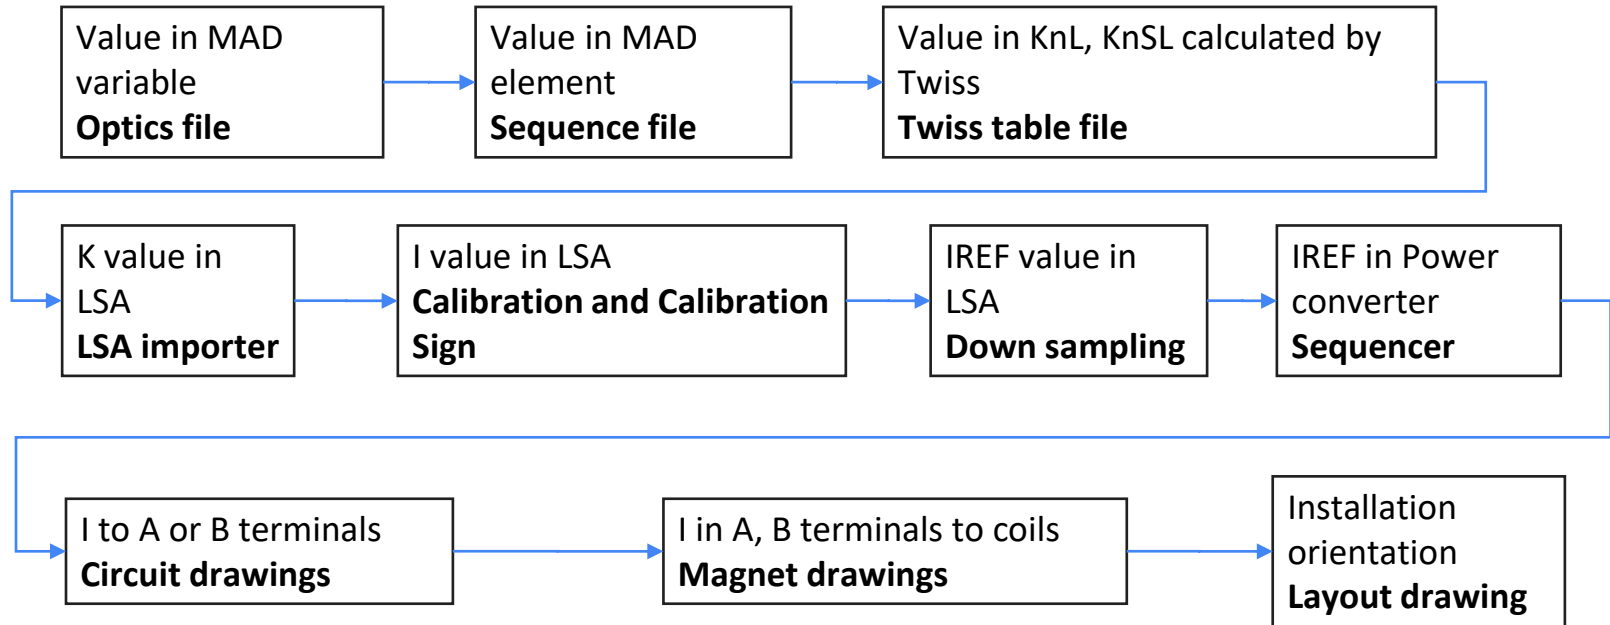 Value in MAD
variable
Optics file
Value in MAD
element
Sequence file
Value in KnL, KnSL calculated by
Twiss
Twiss table file
K value in
LSA
LSA importer
I value in LSA
Calibration and Calibration
Sign
IREF value in
LSA
Down sampling
IREF in Power
converter
Sequencer
I to A or B terminals
Circuit drawings
I in A, B terminals to coils
Magnet drawings
Installation
orientation
Layout drawing